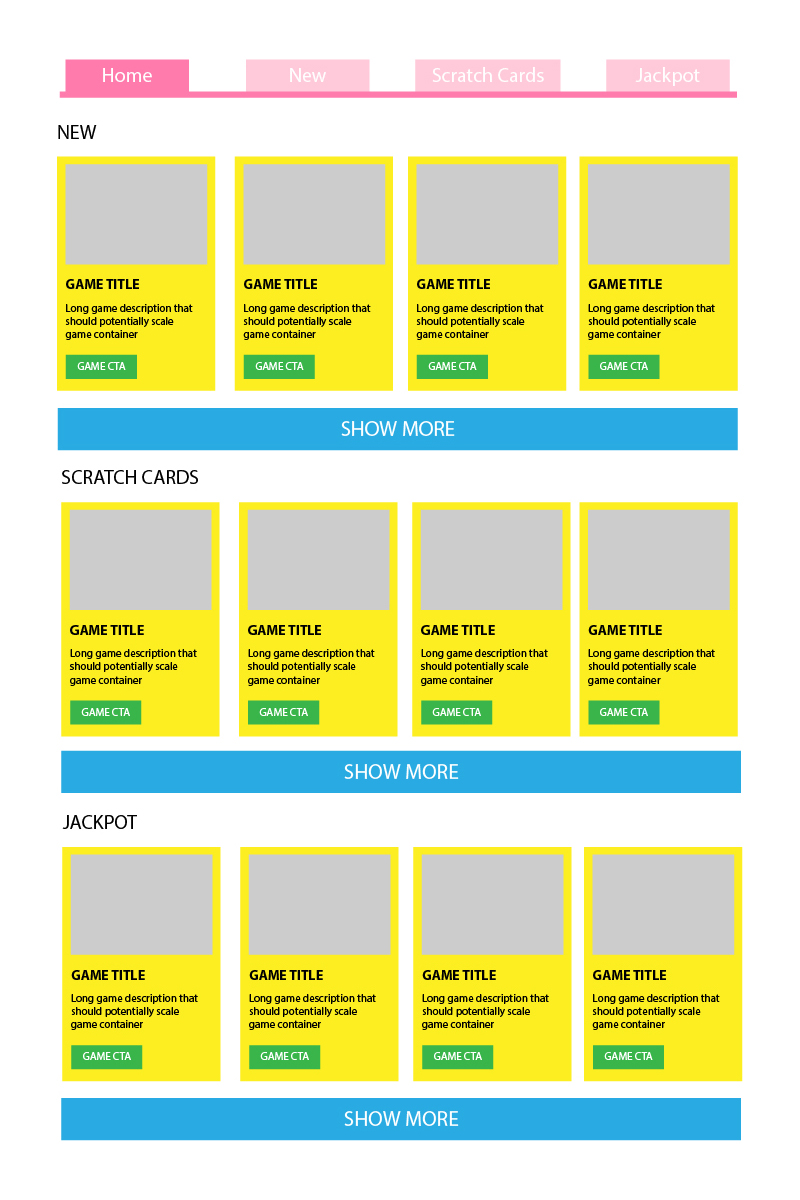 Home New Scratch Cards Jackpot
NEW
GAME TITLE GAME TITLE GAME TITLE GAME TITLE
Long game description that Long game description that Long game description that Long game description that
should potentially scale should potentially scale should potentially scale should potentially scale
game container game container game container game container
GAME CTA GAME CTA GAME CTA GAME CTA
SHOW MORE
SCRATCH CARDS
GAME TITLE GAME TITLE GAME TITLE GAME TITLE
Long game description that Long game description that Long game description that Long game description that
should potentially scale should potentially scale should potentially scale should potentially scale
game container game container game container game container
GAME CTA GAME CTA GAME CTA GAME CTA
SHOW MORE
JACKPOT
GAME TITLE GAME TITLE GAME TITLE GAME TITLE
Long game description that Long game description that Long game description that Long game description that
should potentially scale should potentially scale should potentially scale should potentially scale
game container game container game container game container
GAME CTA GAME CTA GAME CTA GAME CTA
SHOW MORE